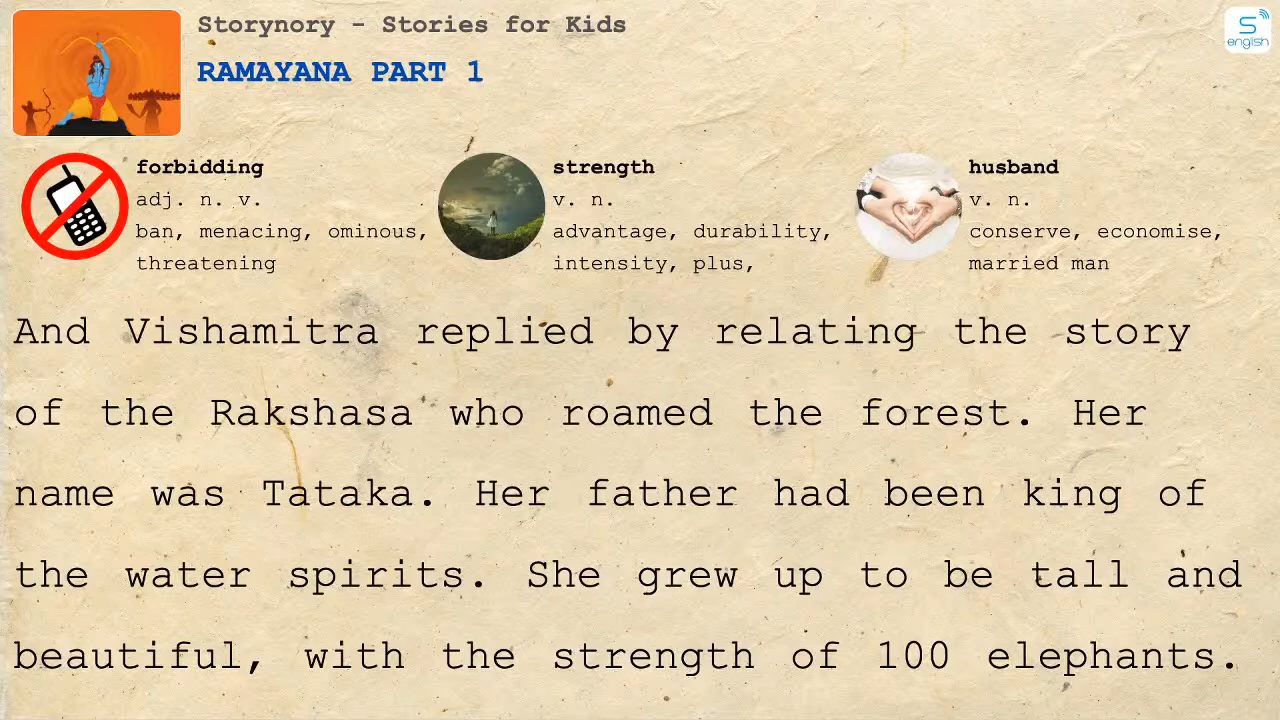 Storynory - Stories for Kids
RAMAYANA PART 1
S
english
forbidding
adj. n. v.
ban, menacing, ominous,
threatening
strength
v. n.
advantage, durability,
intensity, plus,
husband
v. n.
conserve, economise,
married man
And Vishamitra replied by relating the story
of the Rakshasa who roamed the forest. Her
name was Tataka. Her father had been king of
the water spirits. She grew up to be tall and
beautiful, with the strength of 100 elephants.